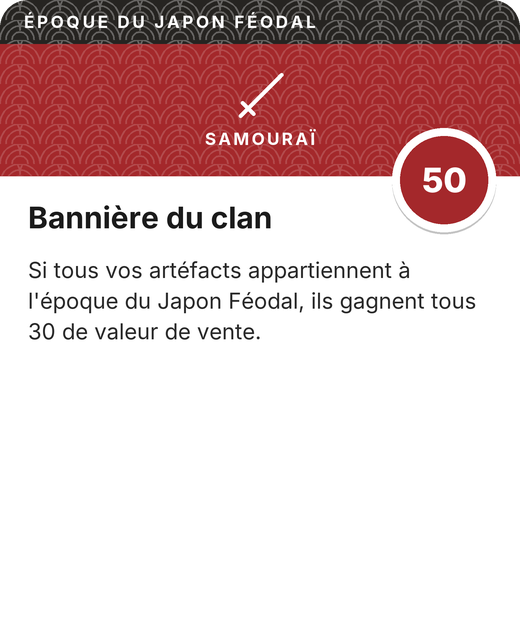 ÉPOQUE DU JAPON FÉODAL
SAMOURAÏ
50
Bannière du clan
Si tous vos artéfacts appartiennent à
l'époque du Japon Féodal, ils gagnent tous
30 de valeur de vente.